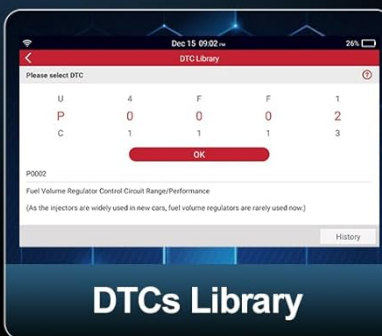 Dec 15 09:02 PM
26%
DTC Library
Please select DTC
U 4 F F 1
P 0 0 0 2
C 1 1 1 3
OK
P0002
Fuel Volume Regulator Control Circuit Range/Performance
(As the injectors are widely used in new cars, fuel volume regulators are rarely used now.)
History
DTCs Library